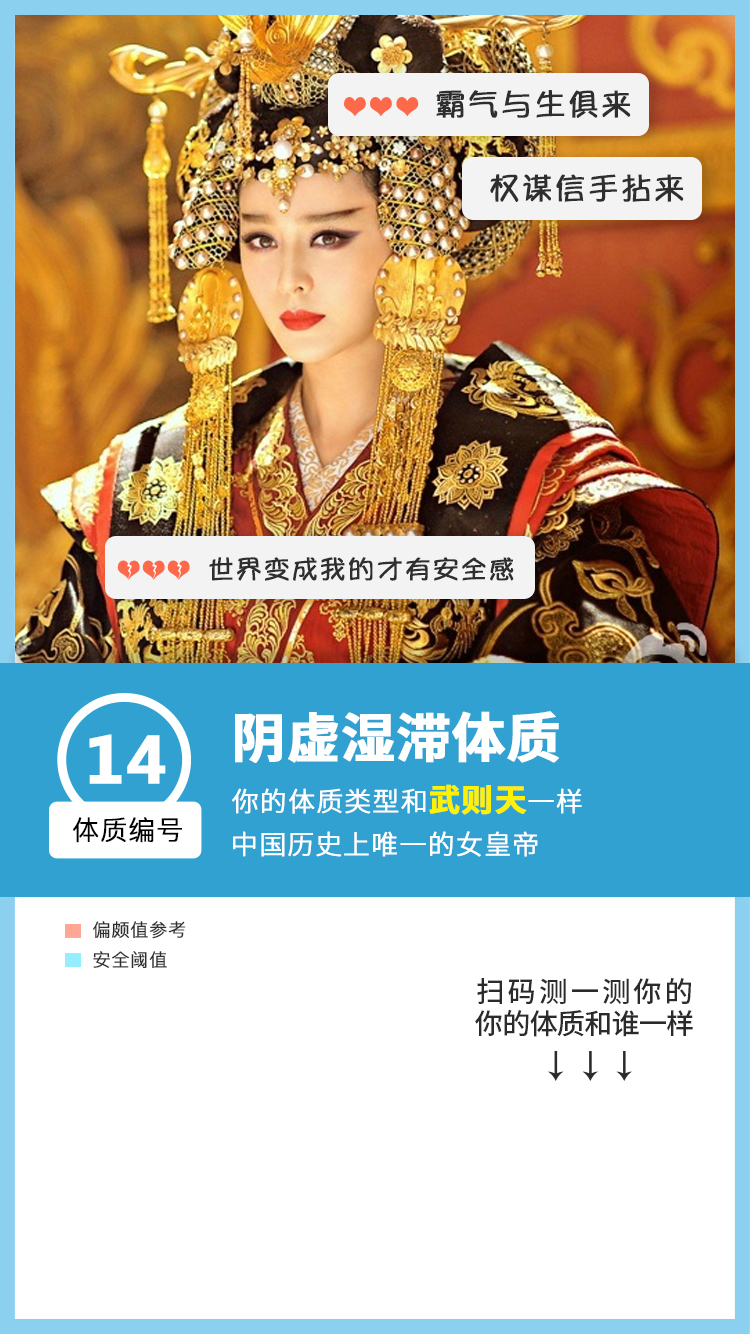 霸气与生俱来
权谋信手拈来
世界变成我的才有安全感
14
体质编号
阴虚湿滞体质
你的体质类型和武则天一样
中国历史上唯一的女皇帝
偏颇值参考
安全阈值
扫码测一测你的
你的体质和谁一样
↓ ↓ ↓